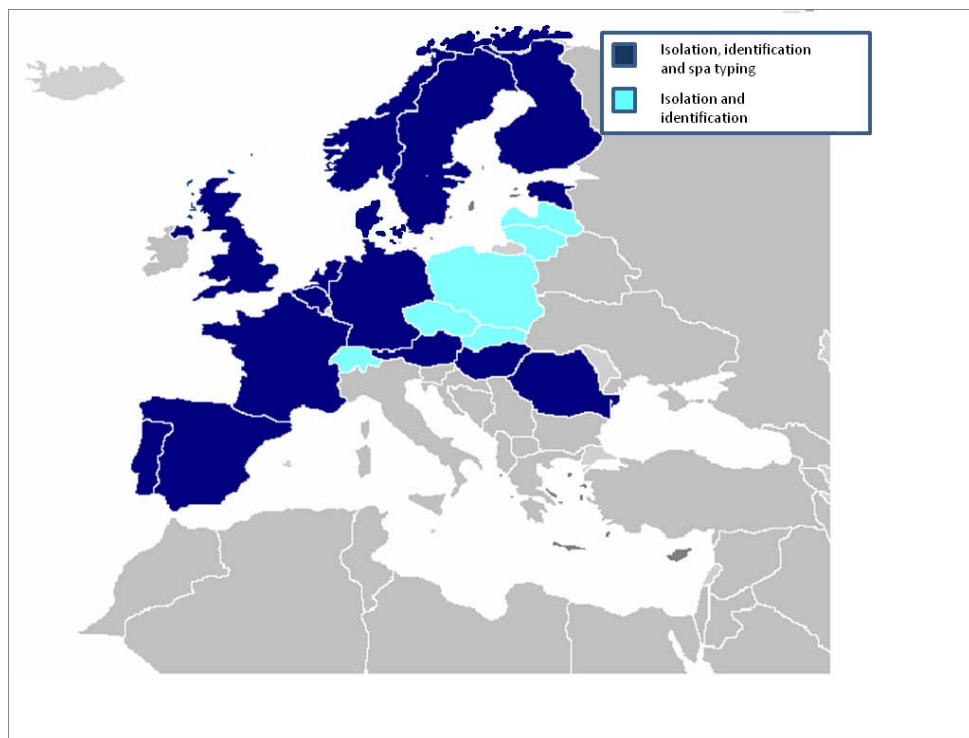 Isolation, identification
and spa typing
Isolation and
identification